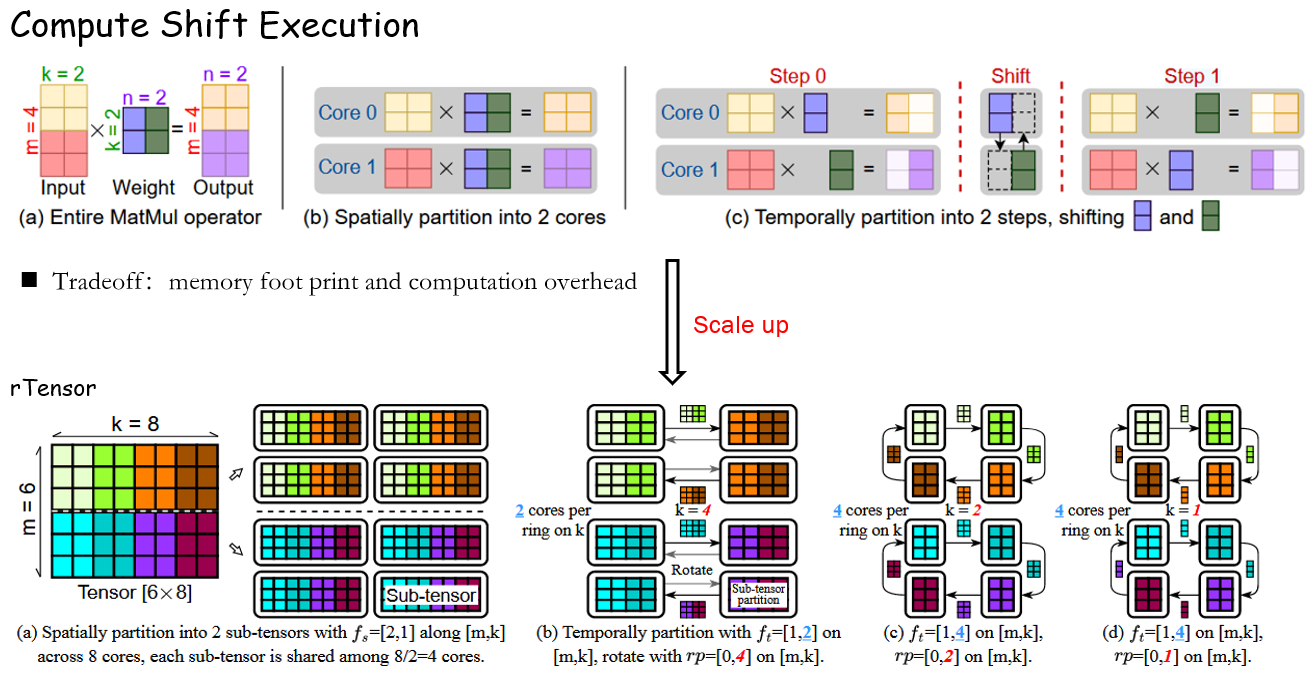 Compute Shift Execution
k = 2
m = 4
Input
×
n = 2
k = 2
Weight
=
n = 2
m = 4
Output
(a) Entire MatMul operator
Core 0 × =
Core 1 × =
(b) Spatially partition into 2 cores
Step 0
Shift
Step 1
Core 0 × =
× =
Core 1 × =
× =
(c) Temporally partition into 2 steps, shifting and
■ Tradeoff：memory foot print and computation overhead
Scale up
rTensor
k = 8
m = 6
Tensor [6×8]
Sub-tensor
(a) Spatially partition into 2 sub-tensors with fs=[2,1] along [m,k]
across 8 cores, each sub-tensor is shared among 8/2=4 cores.
2 cores per
ring on k
k = 4
Rotate
Sub-tensor
partition
(b) Temporally partition with ft=[1,2] on
[m,k], rotate with rp=[0,4] on [m,k].
4 cores per
ring on k
k = 2
(c) ft=[1,4] on [m,k],
rp=[0,2] on [m,k].
4 cores per
ring on k
k = 1
(d) ft=[1,4] on [m,k],
rp=[0,1] on [m,k].